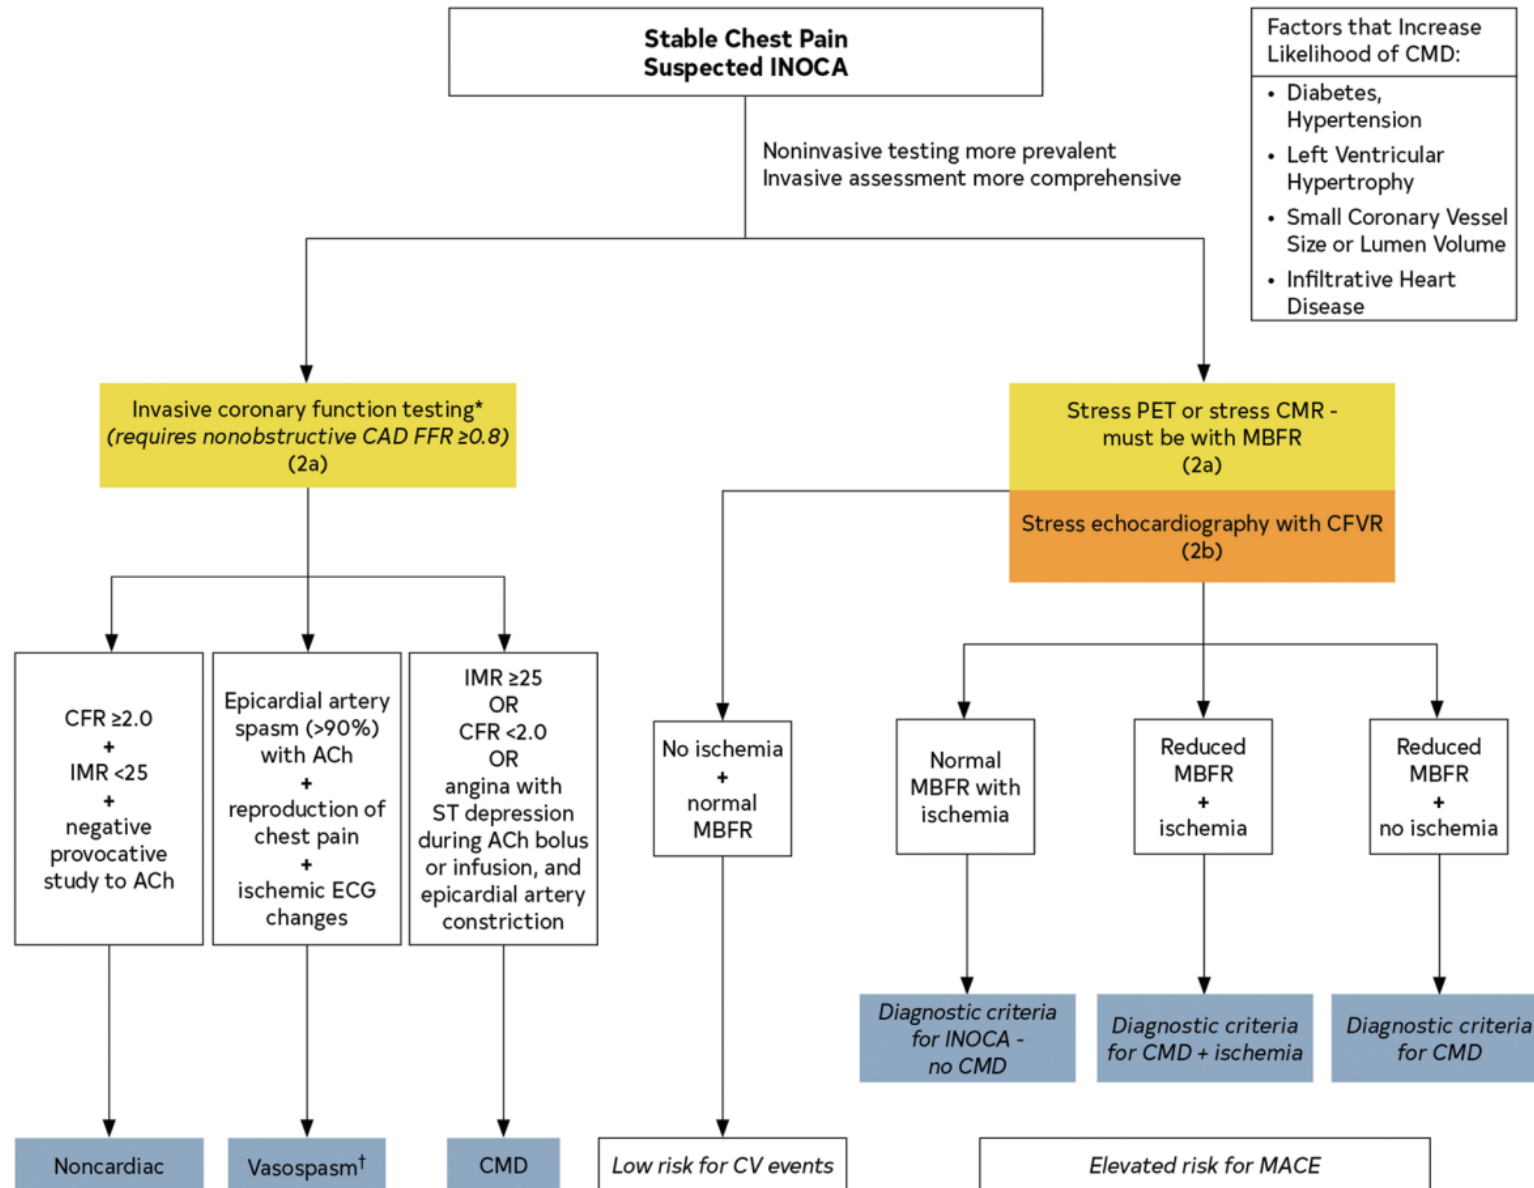 Stable Chest Pain
Suspected INOCA
Factors that Increase
Likelihood of CMD:
• Diabetes,
Hypertension
• Left Ventricular
Hypertrophy
• Small Coronary Vessel
Size or Lumen Volume
• Infiltrative Heart
Disease
Noninvasive testing more prevalent
Invasive assessment more comprehensive
Invasive coronary function testing*
(requires nonobstructive CAD FFR ≥0.8)
(2a)
Stress PET or stress CMR -
must be with MBFR
(2a)
Stress echocardiography with CFVR
(2b)
CFR ≥2.0
+
IMR <25
+
negative
provocative
study to ACh
Epicardial artery
spasm (>90%)
with ACh
+
reproduction of
chest pain
+
ischemic ECG
changes
IMR ≥25
OR
CFR <2.0
OR
angina with
ST depression
during ACh bolus
or infusion, and
epicardial artery
constriction
No ischemia
+
normal
MBFR
Normal
MBFR with
ischemia
Reduced
MBFR
+
ischemia
Reduced
MBFR
+
no ischemia
Diagnostic criteria
for INOCA -
no CMD
Diagnostic criteria
for CMD + ischemia
Diagnostic criteria
for CMD
Noncardiac
Vasospasm†
CMD
Low risk for CV events
Elevated risk for MACE